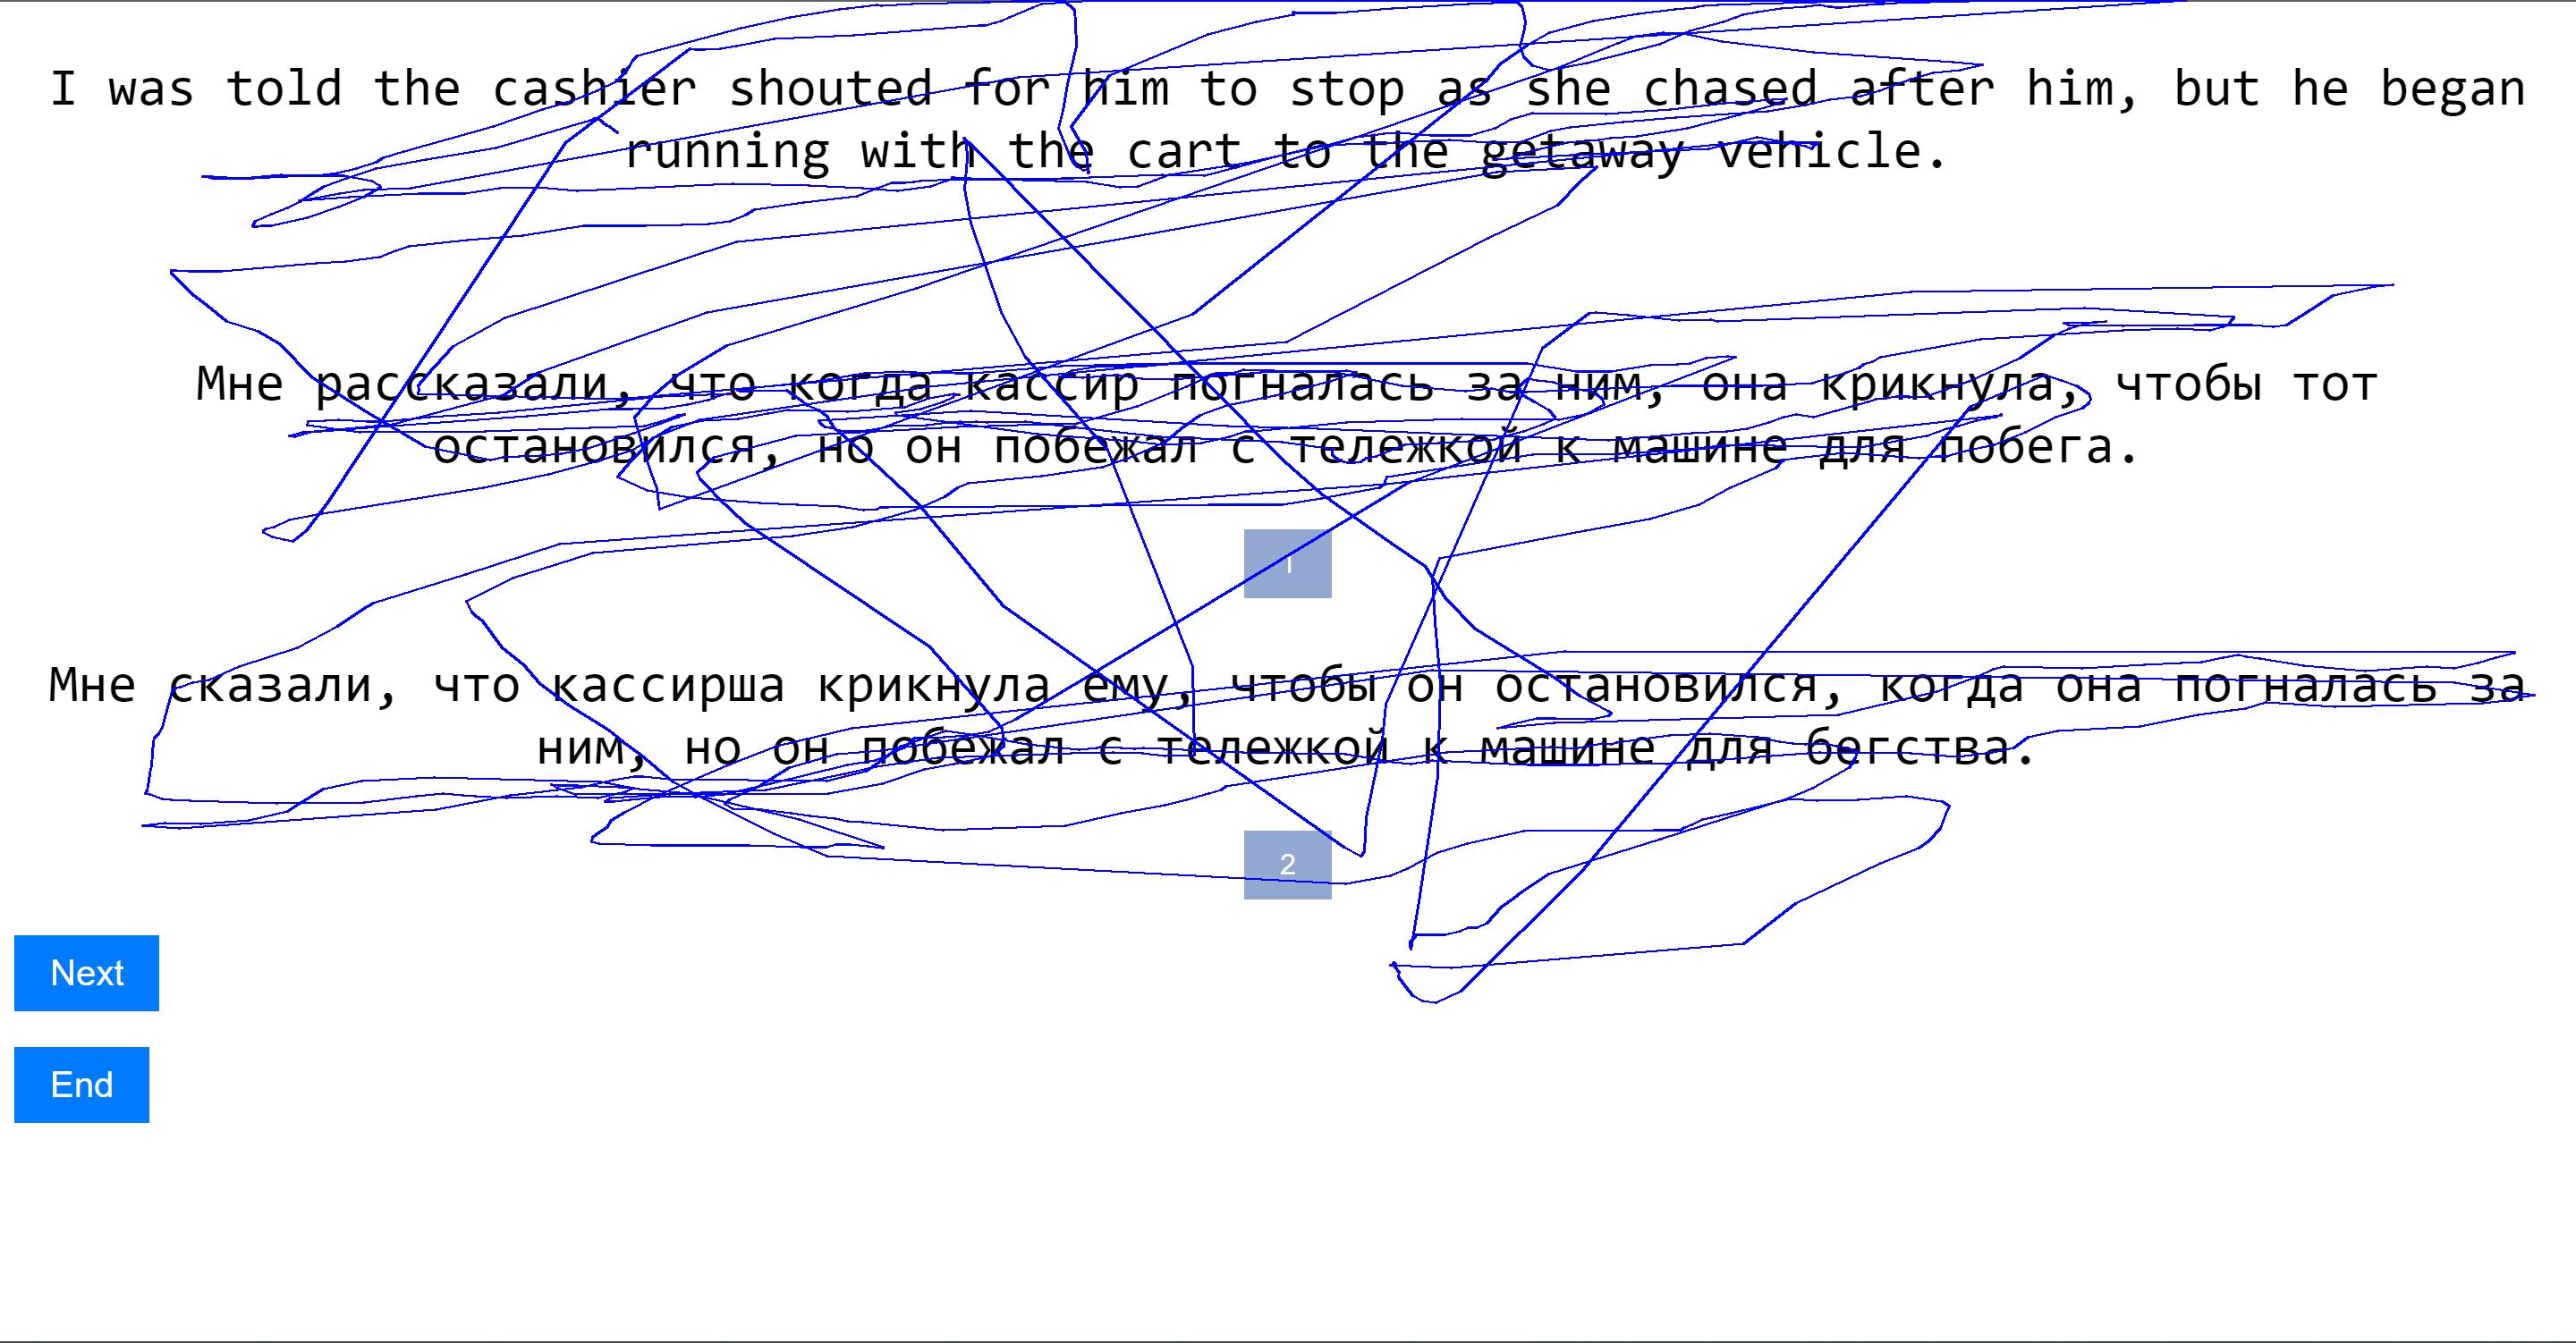 I was told the cashier shouted for him to stop as she chased after him, but he began
running with the cart to the getaway vehicle.
Мне рассказали, что когда кассир погналась за ним, она крикнула, чтобы тот
остановился, но он побежал с тележкой к машине для побега.
1
Мне сказали, что кассирша крикнула ему, чтобы он остановился, когда она погналась за
ним, но он побежал с тележкой к машине для бегства.
2
Next
End